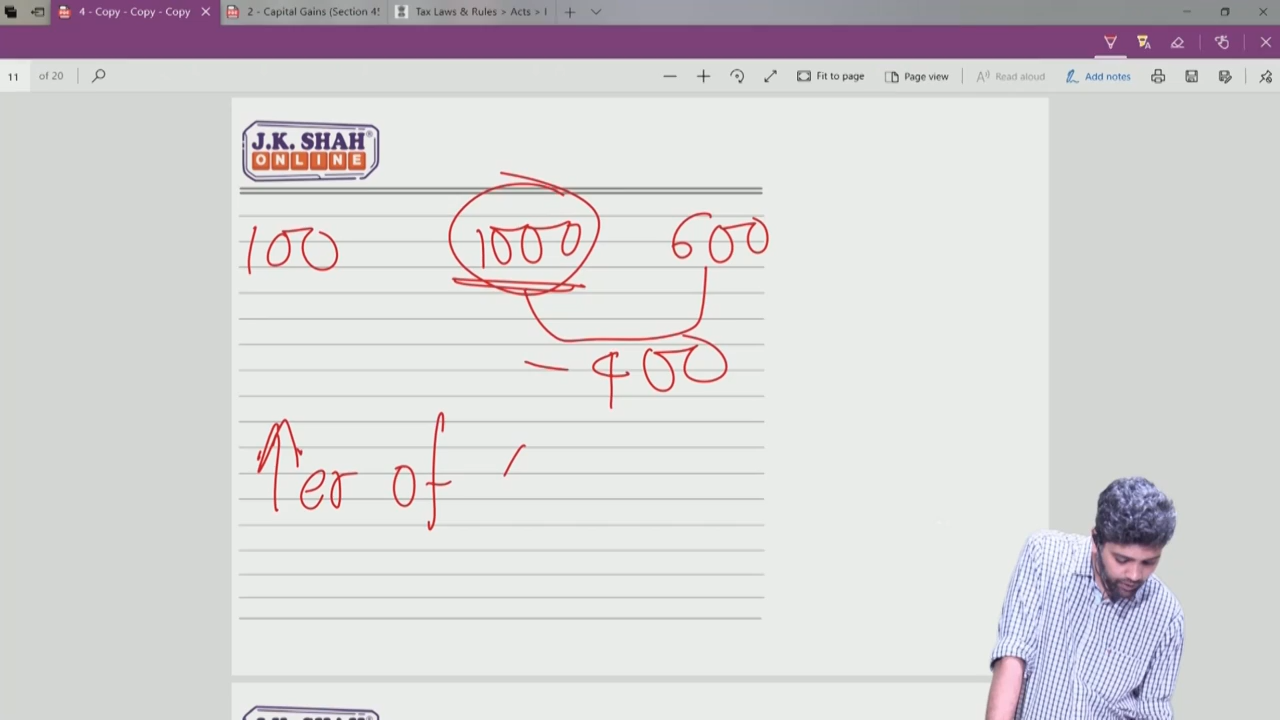 4 - Copy - Copy - Copy
2 - Capital Gains (Section 4!
Tax Laws & Rules > Acts > I
11 of 20
Fit to page
Page view
Read aloud
Add notes
J.K. SHAH
ONLINE
100 1000 600
- 400
↑er of